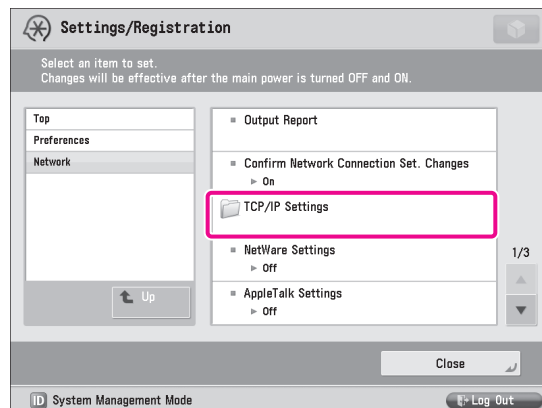 Settings/Registration
Select an item to set.
Changes will be effective after the main power is turned OFF and ON.
Top
Preferences
Network
Up
Output Report
Confirm Network Connection Set. Changes
On
TCP/IP Settings
NetWare Settings
Off
AppleTalk Settings
Off
1/3
Close
ID System Management Mode
Log Out